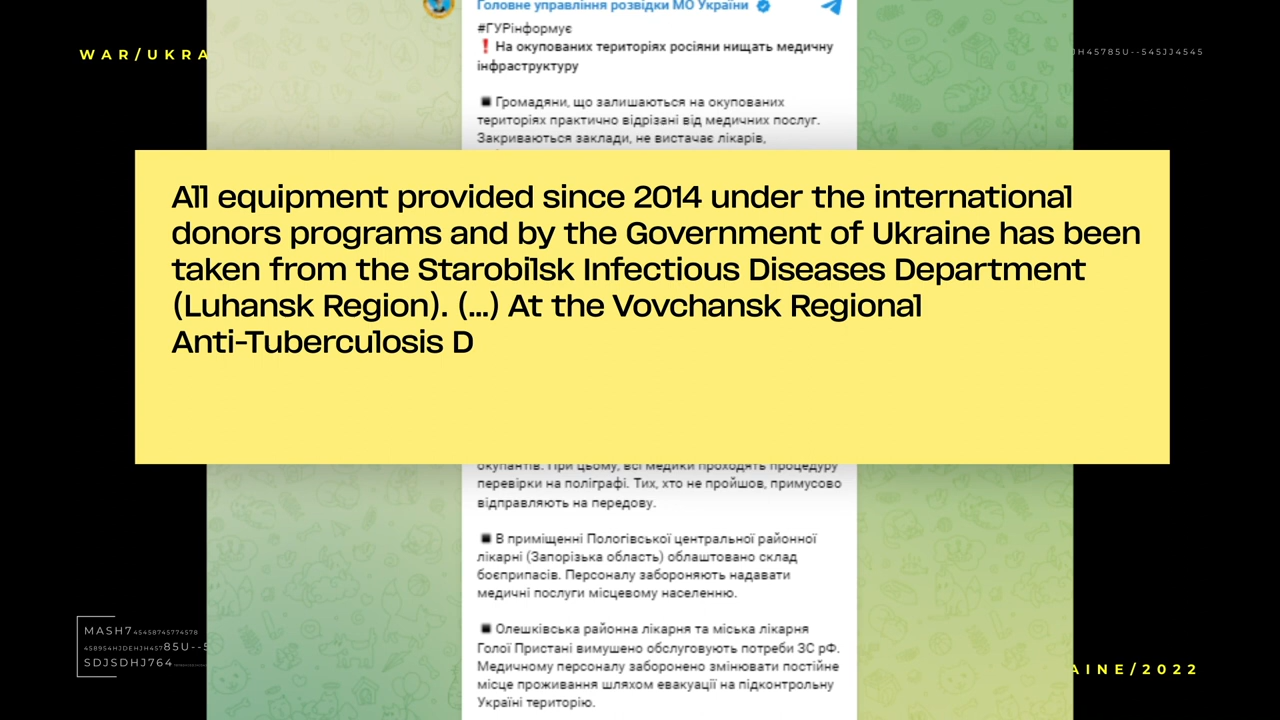 Головне управління розвідки МО України
#ГУРінформує
❗ На окупованих територіях росіяни нищать медичну
інфраструктуру
WAR/UKRA
JH45785U--545JJ4545
■ Громадяни, що залишаються на окупованих
територіях практично відрізані від медичних послуг.
Закриваються заклади, не вистачає лікарів,
All equipment provided since 2014 under the international
donors programs and by the Government of Ukraine has been
taken from the Starobilsk Infectious Diseases Department
(Luhansk Region). (...) At the Vovchansk Regional
Anti-Tuberculosis D
окупантів. При цьому, всі медики проходять процедуру
перевірки на поліграфі. Тих, хто не пройшов, примусово
відправляють на передову.
■ В приміщенні Пологівської центральної районної
лікарні (Запорізька область) облаштовано склад
боєприпасів. Персоналу забороняють надавати
медичні послуги місцевому населенню.
■ Олешківська районна лікарня та міська лікарня
Голої Пристані вимушено обслуговують потреби ЗС рФ.
Медичному персоналу заборонено змінювати постійне
місце проживання шляхом евакуації на підконтрольну
Україні територію.
MASH745458745774578
458954HJDEHJH45785U--5
SDJSDHJ764
AINE/2022